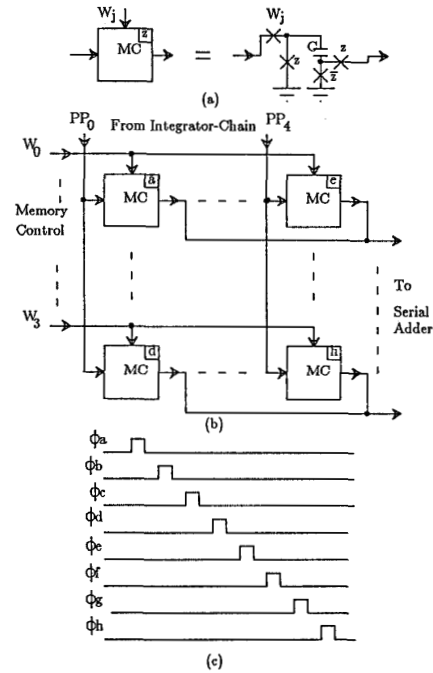 Wj
MC z = Wj z C z z̄
(a)
PP0 From Integrator-Chain PP4
W0
MC a MC e
Memory
Control
To
Serial
Adder
W3
MC d MC h
(b)
ϕa
ϕb
ϕc
ϕd
ϕe
ϕf
ϕg
ϕh
(c)